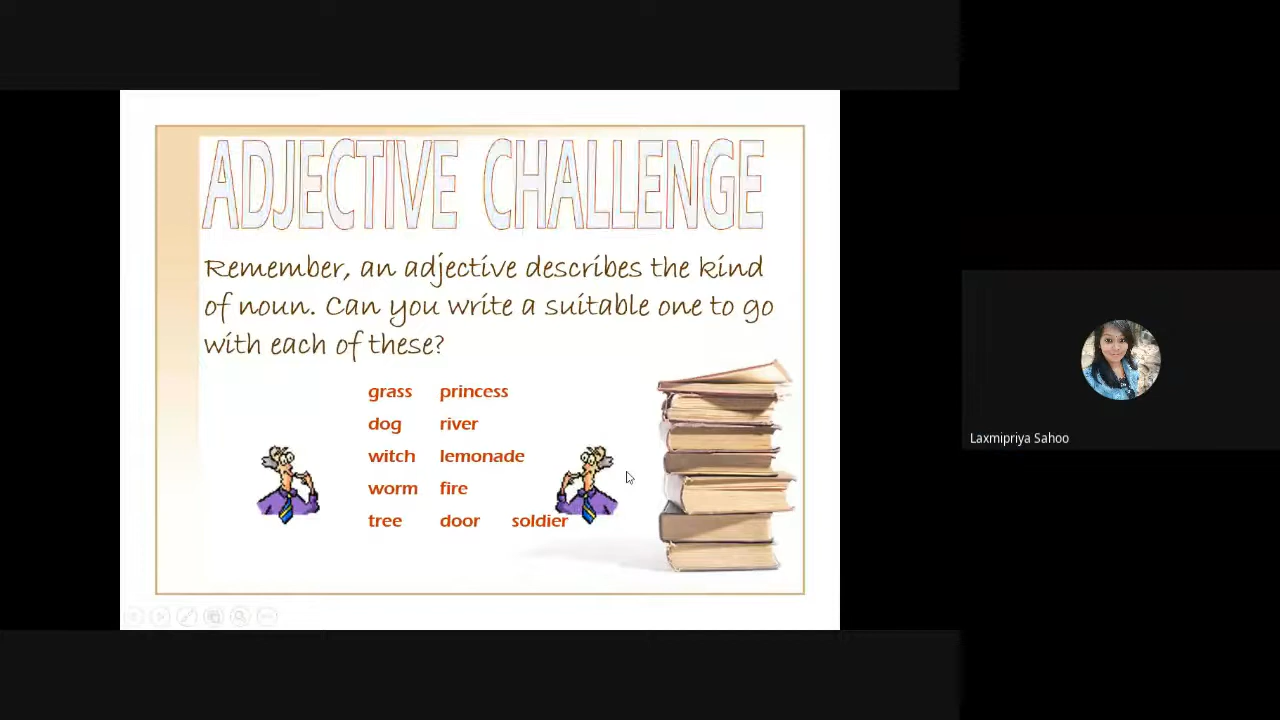 ADJECTIVE CHALLENGE
Remember, an adjective describes the kind
of noun. Can you write a suitable one to go
with each of these?
grass princess
dog river
witch lemonade
worm fire
tree door soldier
Laxmipriya Sahoo